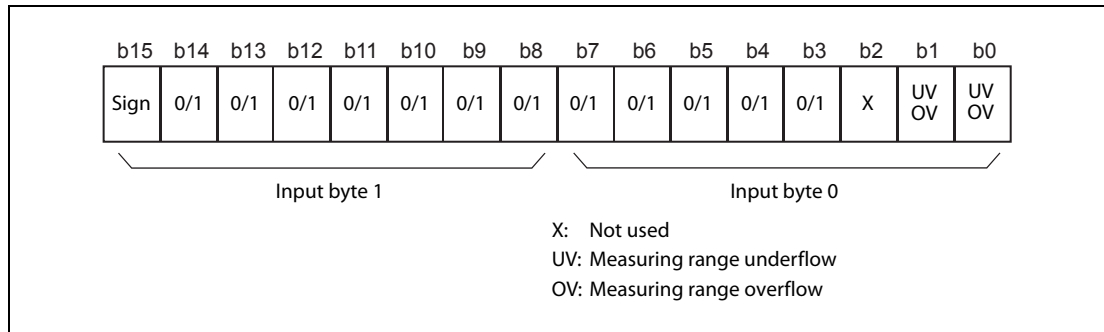 b15 b14 b13 b12 b11 b10 b9 b8 b7 b6 b5 b4 b3 b2 b1 b0
Sign 0/1 0/1 0/1 0/1 0/1 0/1 0/1 0/1 0/1 0/1 0/1 0/1 X UV OV UV OV
Input byte 1 Input byte 0
X: Not used
UV: Measuring range underflow
OV: Measuring range overflow